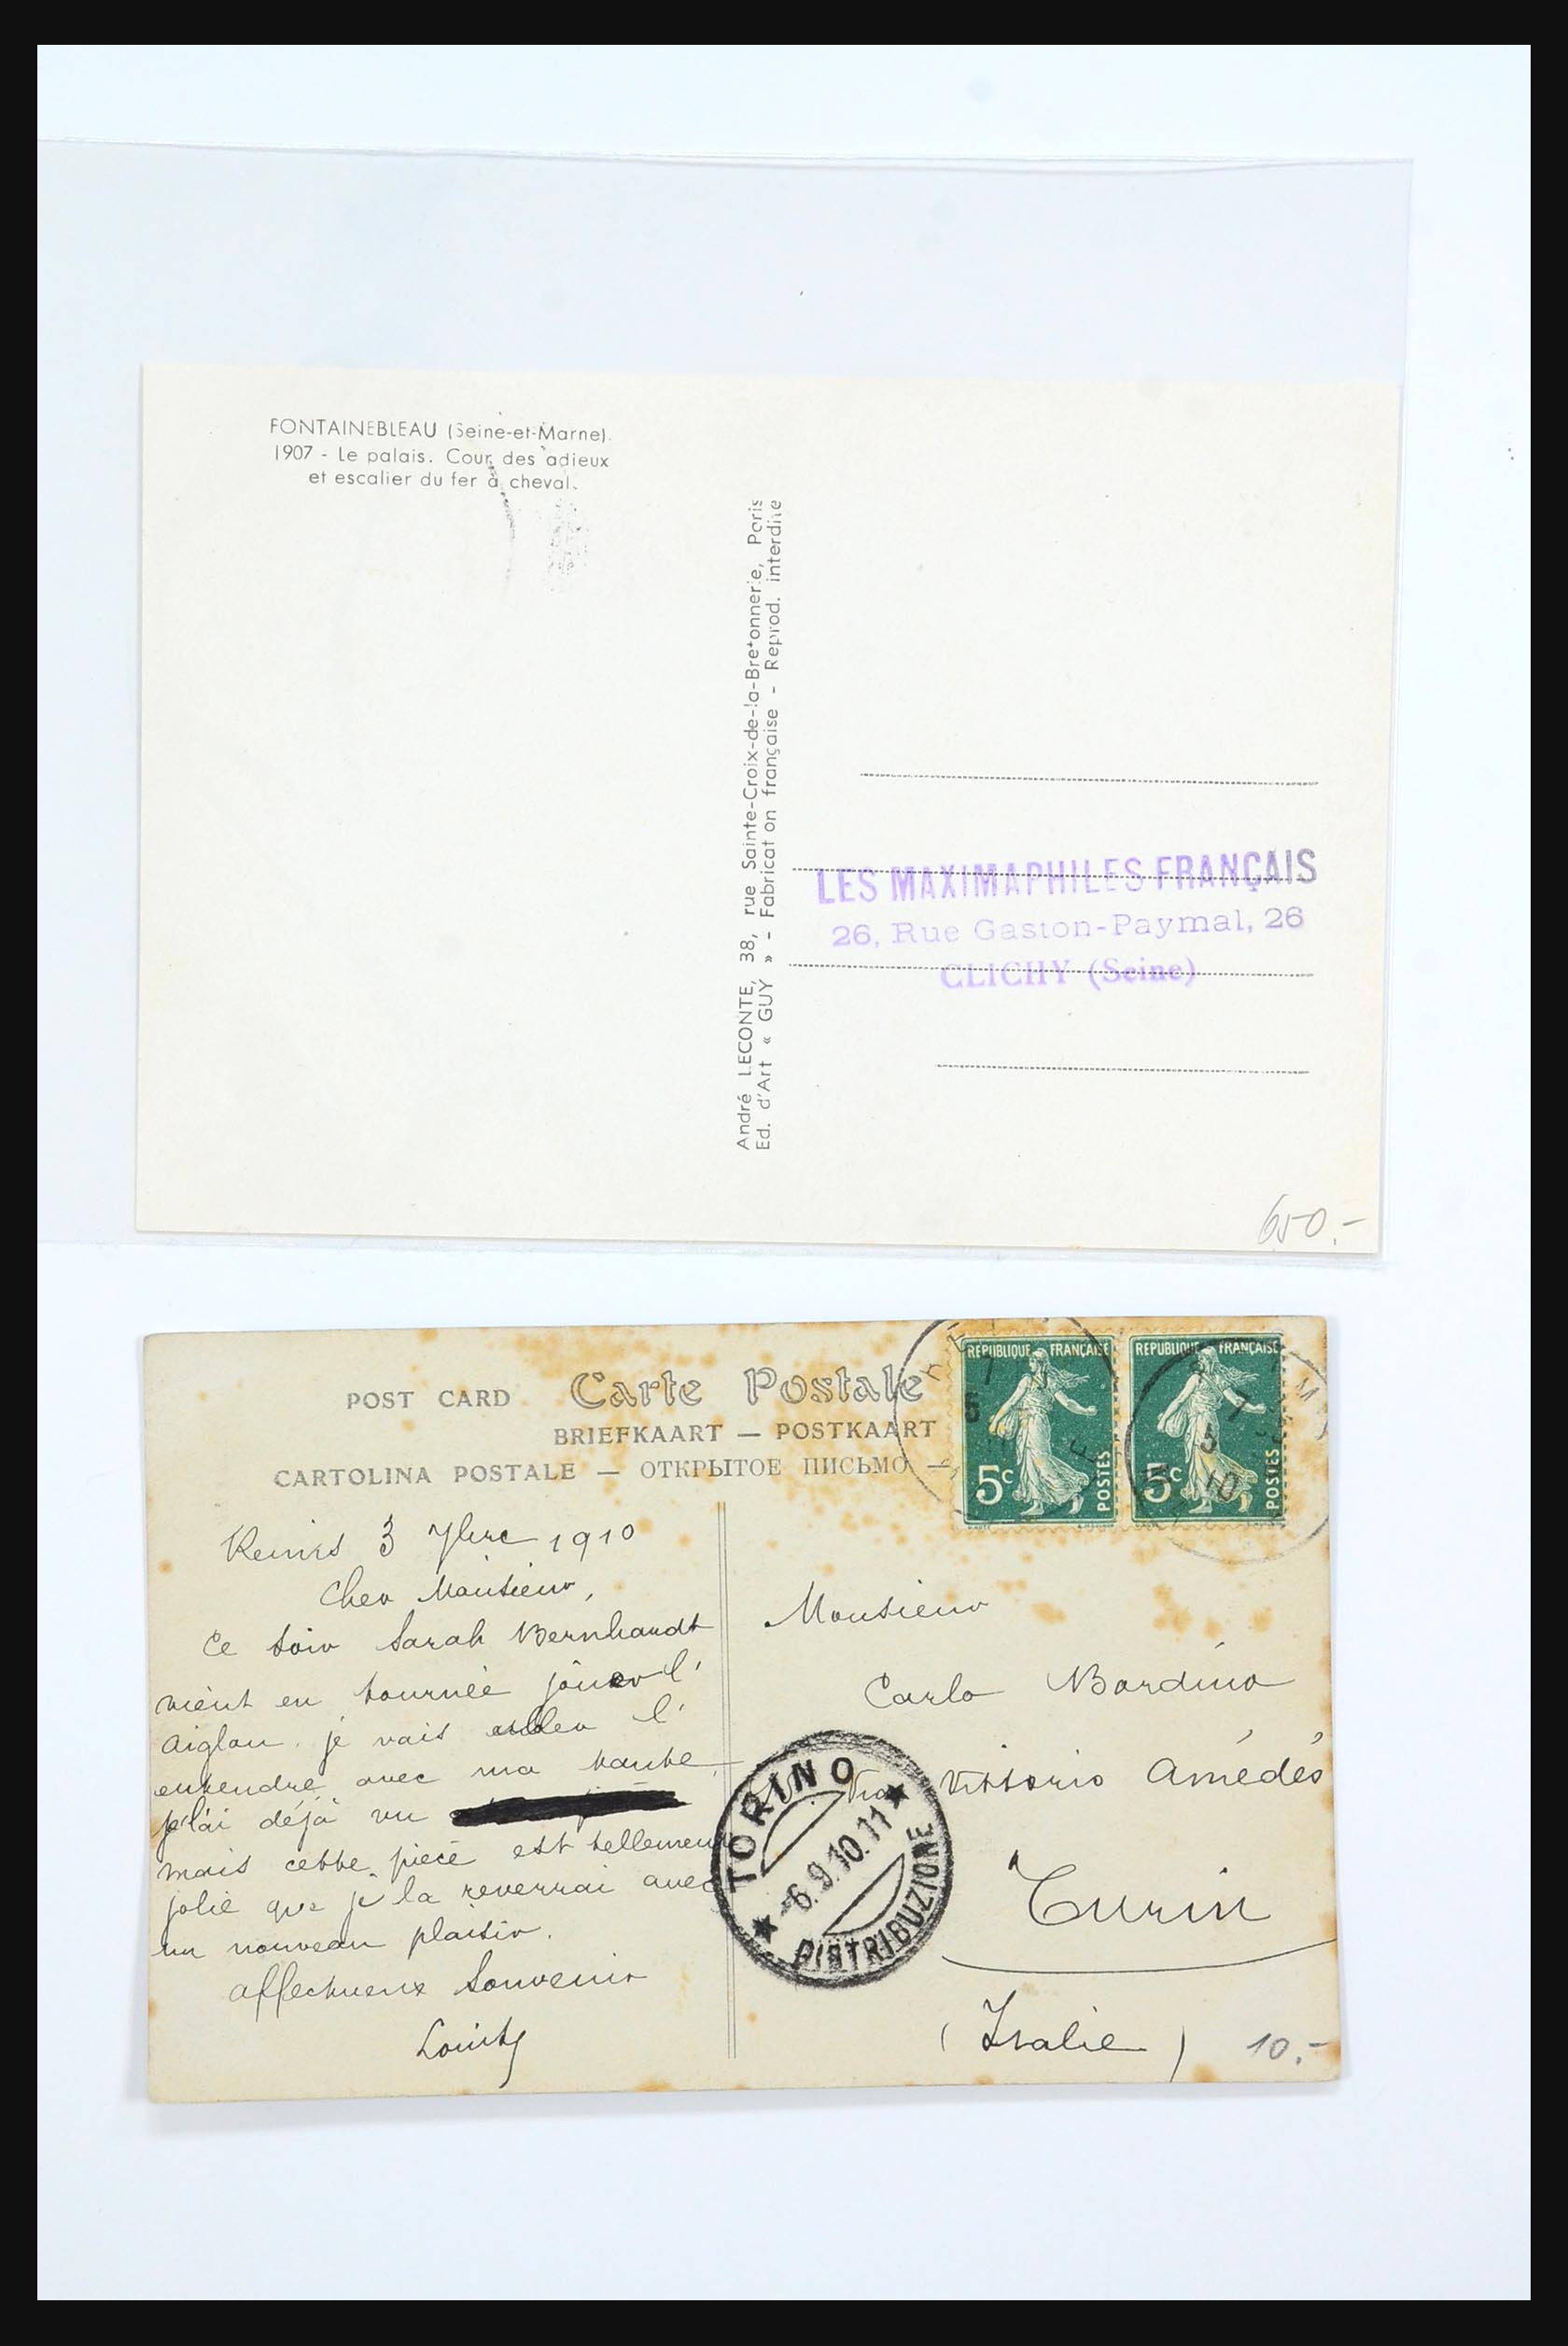 FONTAINEBLEAU (Seine-et-Marne).
1907 - Le palais. Cour des adieux
et escalier du fer à cheval.
André LECONTE, 38, rue Sainte-Croix-de-la-Bretonnerie, Paris
Ed. d'Art « GUY » - Fabrication française - Reprod. interdite
LES MAXIMAPHILES FRANÇAIS
26, Rue Gaston-Paymal, 26
CLICHY (Seine)
650.-
POST CARD Carte Postale
BRIEFKAART — POSTKAART
CARTOLINA POSTALE — ОТКРЫТОЕ ПИСЬМО —
REPUBLIQUE FRANÇAISE
5c
POSTES
REPUBLIQUE FRANÇAISE
5c
POSTES
7
5
10
Reims 3 7bre 1910
Cher Monsieur,
Ce soir Sarah Bernhardt
vient en tournée jouer l'
Aiglon. je vais l'
entendre avec ma tante
je l'ai déjà vu
mais cette pièce est tellement
jolie que je la reverrai avec
un nouveau plaisir.
affectueux Souvenir
Monsieur
Carlo Bordino
Via Vittorio Amédéo
Turin
(Italie)
TORINO
6.9.10.11
DISTRIBUZIONE
10.-